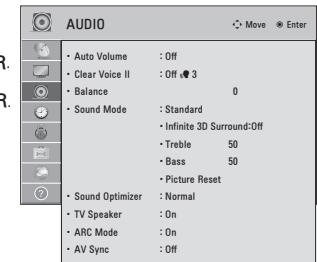 AUDIO Move Enter
R.
R.
• Auto Volume : Off
• Clear Voice II : Off 3
• Balance 0
• Sound Mode : Standard
• Infinite 3D Surround:Off
• Treble 50
• Bass 50
• Picture Reset
• Sound Optimizer : Normal
• TV Speaker : On
• ARC Mode : On
• AV Sync : Off
?